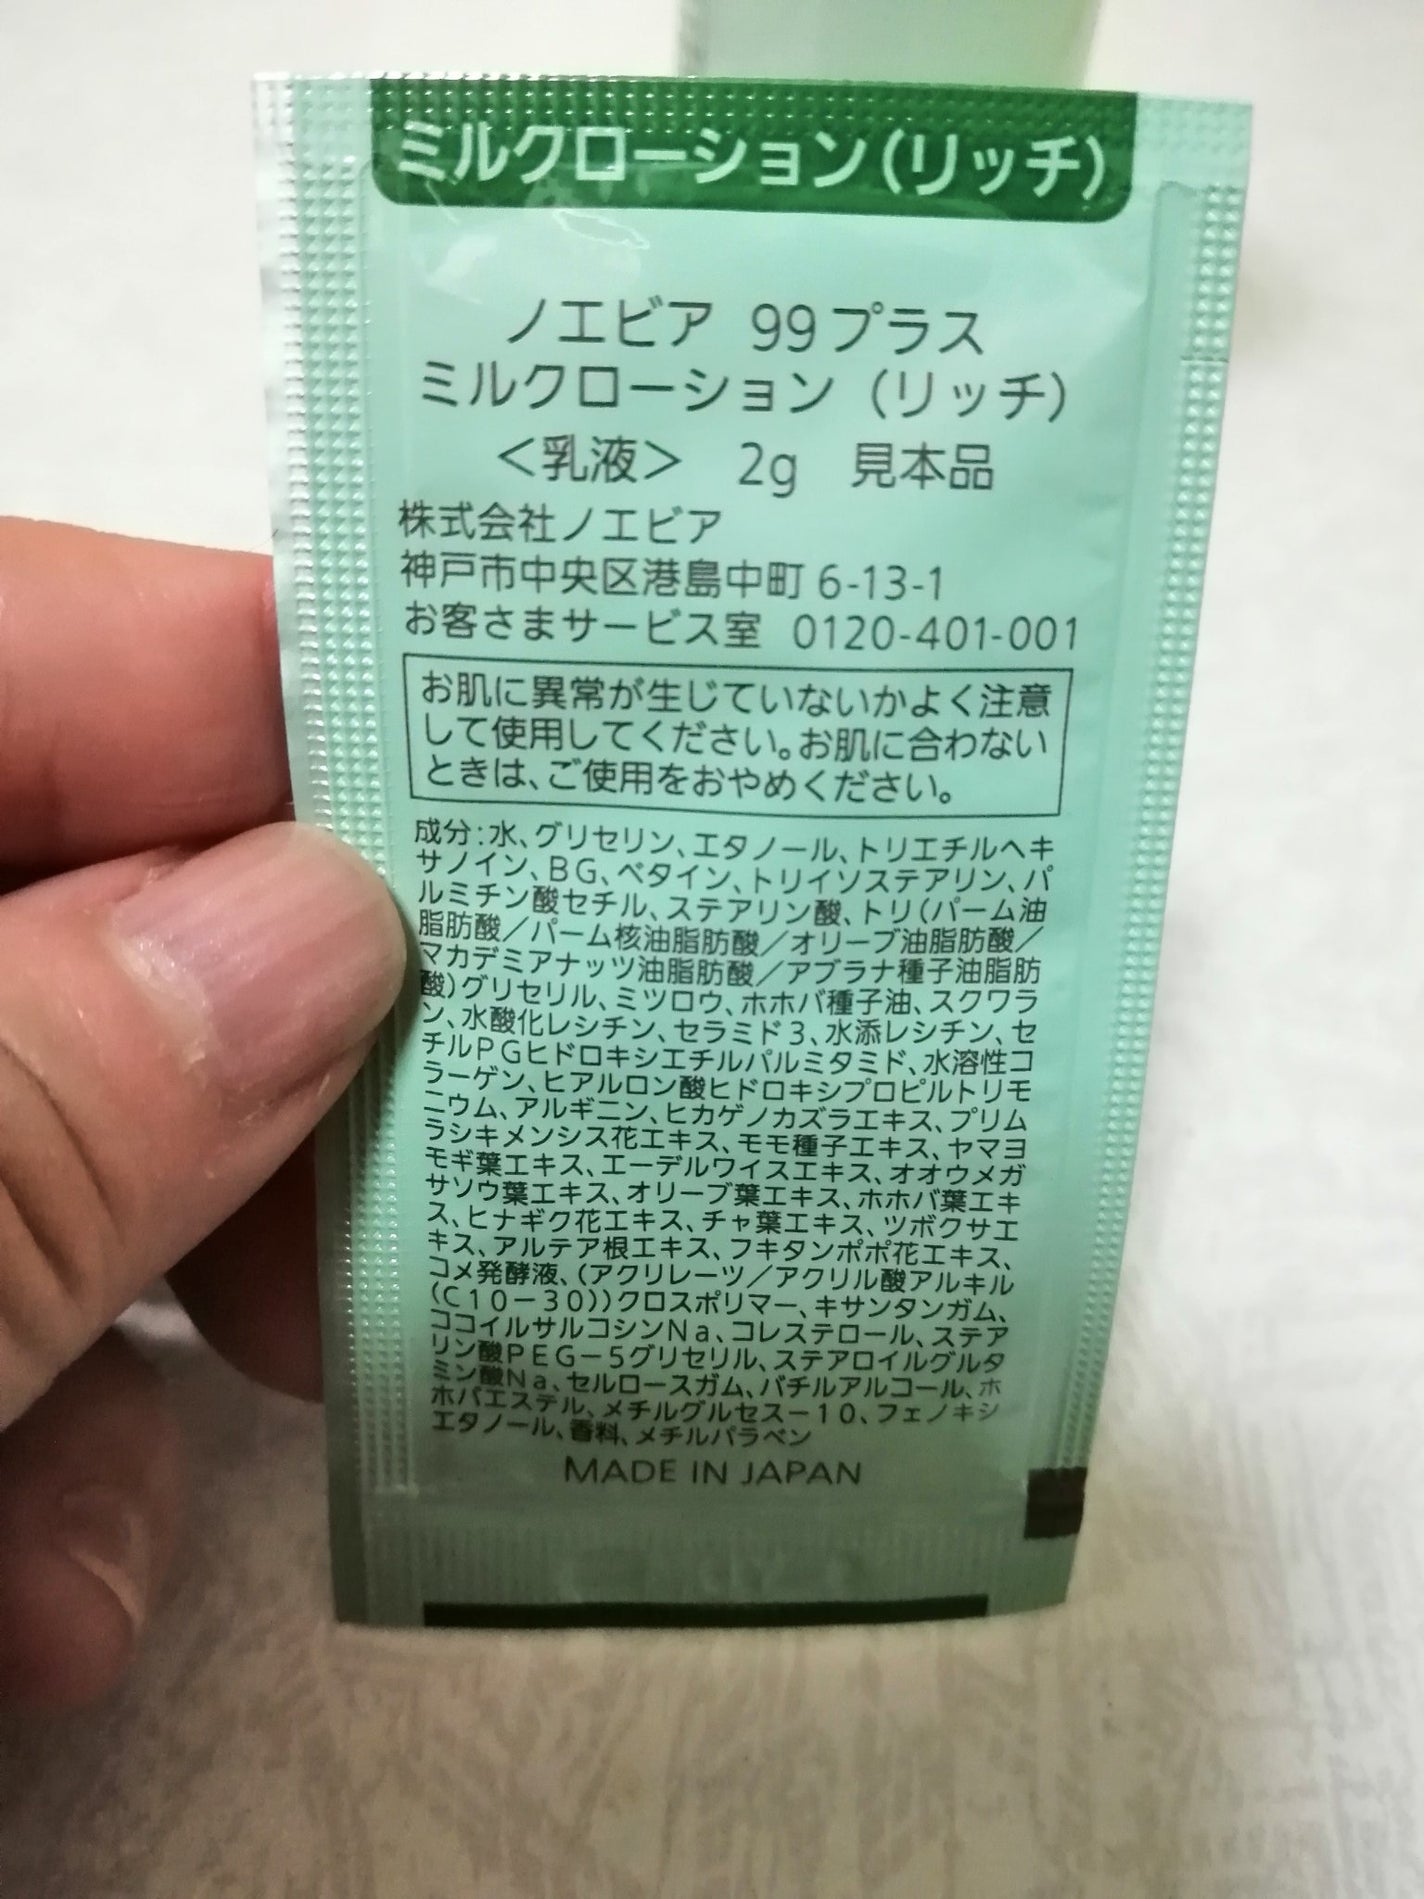 ミルクローション(リッチ)
ノエビア 99プラス
ミルクローション (リッチ)
＜乳液＞ 2g 見本品
株式会社ノエビア
神戸市中央区港島中町 6-13-1
お客さまサービス室 0120-401-001
お肌に異常が生じていないかよく注意
して使用してください。お肌に合わない
ときは、ご使用をおやめください。
成分:水、グリセリン、エタノール、トリエチルヘキ
サノイン、BG、ベタイン、トリイソステアリン、パ
ルミチン酸セチル、ステアリン酸、トリ(パーム油
脂肪酸／パーム核油脂肪酸／オリーブ油脂肪酸／
マカデミアナッツ油脂肪酸／アブラナ種子油脂肪
酸)グリセリル、ミツロウ、ホホバ種子油、スクワラ
ン、水酸化レシチン、セラミド3、水添レシチン、セ
チルPGヒドロキシエチルパルミタミド、水溶性コ
ラーゲン、ヒアルロン酸ヒドロキシプロピルトリモ
ニウム、アルギニン、ヒカゲノカズラエキス、プリム
ラシキメンシス花エキス、モモ種子エキス、ヤマヨ
モギ葉エキス、エーデルワイスエキス、オオウメガ
サソウ葉エキス、オリーブ葉エキス、ホホバ葉エキ
ス、ヒナギク花エキス、チャ葉エキス、ツボクサエ
キス、アルテア根エキス、フキタンポポ花エキス、
コメ発酵液、(アクリレーツ／アクリル酸アルキル
(C10－30))クロスポリマー、キサンタンガム、
ココイルサルコシンNa、コレステロール、ステア
リン酸PEG－5グリセリル、ステアロイルグルタ
ミン酸Na、セルロースガム、バチルアルコール、ホ
ホバエステル、メチルグルセス－10、フェノキシ
エタノール、香料、メチルパラベン
MADE IN JAPAN